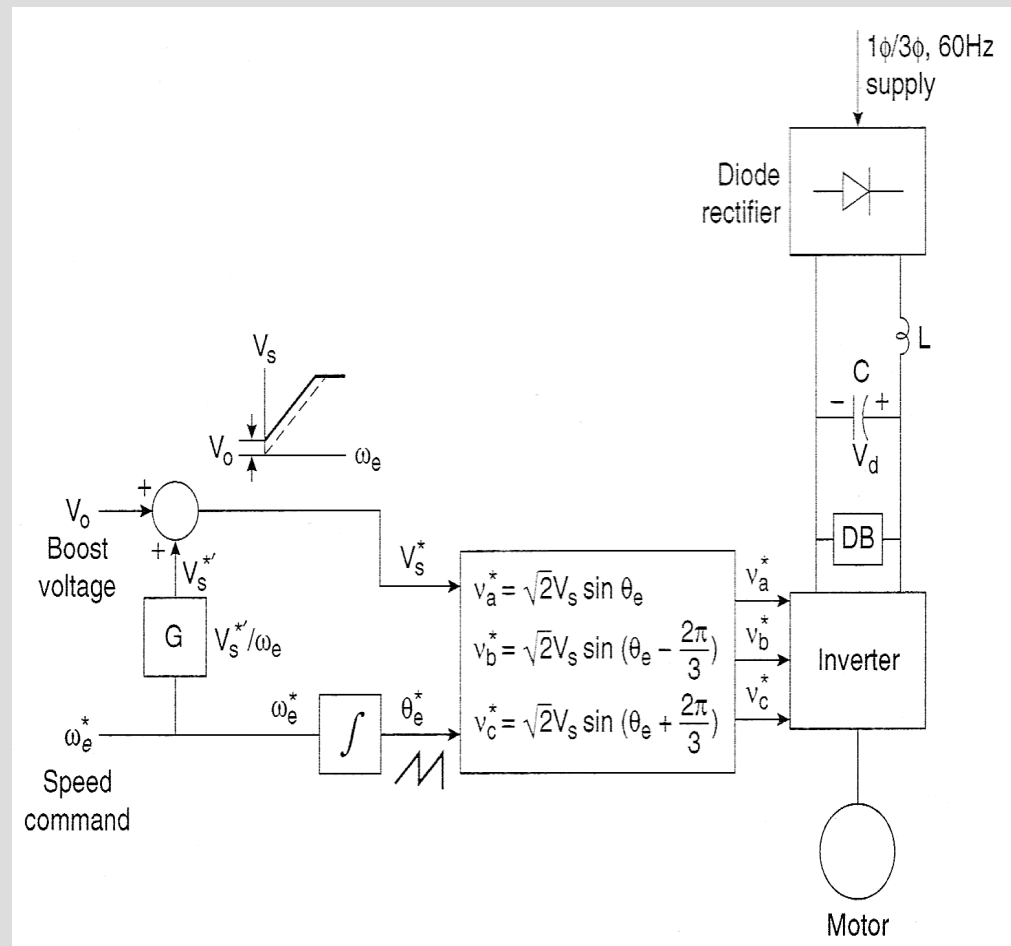 1ϕ/3ϕ, 60Hz
supply
Diode
rectifier
L
C
− +
V_d
DB
V_s
V_o
ω_e
V_o
+
Boost
voltage
+
V_s^*'
G
V_s^*'/ω_e
ω_e^*
Speed
command
ω_e^*
∫
θ_e^*
V_s^*
v_a^* = √2V_s sin θ_e
v_b^* = √2V_s sin (θ_e − 2π/3)
v_c^* = √2V_s sin (θ_e + 2π/3)
v_a^*
v_b^*
v_c^*
Inverter
Motor